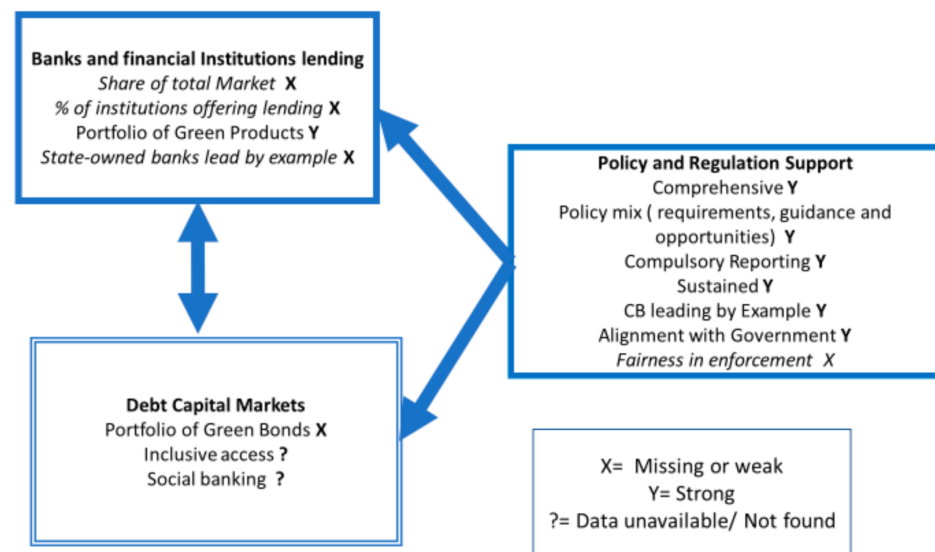 Banks and financial Institutions lending
Share of total Market X
% of institutions offering lending X
Portfolio of Green Products Y
State-owned banks lead by example X
Policy and Regulation Support
Comprehensive Y
Policy mix ( requirements, guidance and
opportunities) Y
Compulsory Reporting Y
Sustained Y
CB leading by Example Y
Alignment with Government Y
Fairness in enforcement X
Debt Capital Markets
Portfolio of Green Bonds X
Inclusive access ?
Social banking ?
X= Missing or weak
Y= Strong
?= Data unavailable/ Not found